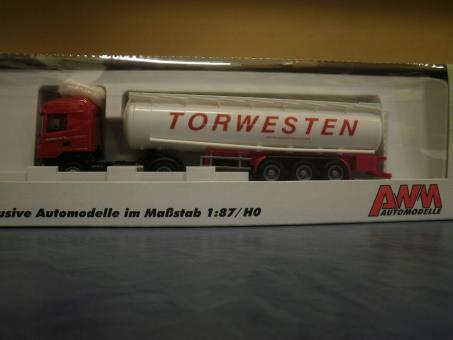 TORWESTEN
usive Automodelle im Maßstab 1:87/H0
AWM
AUTOMODELLE